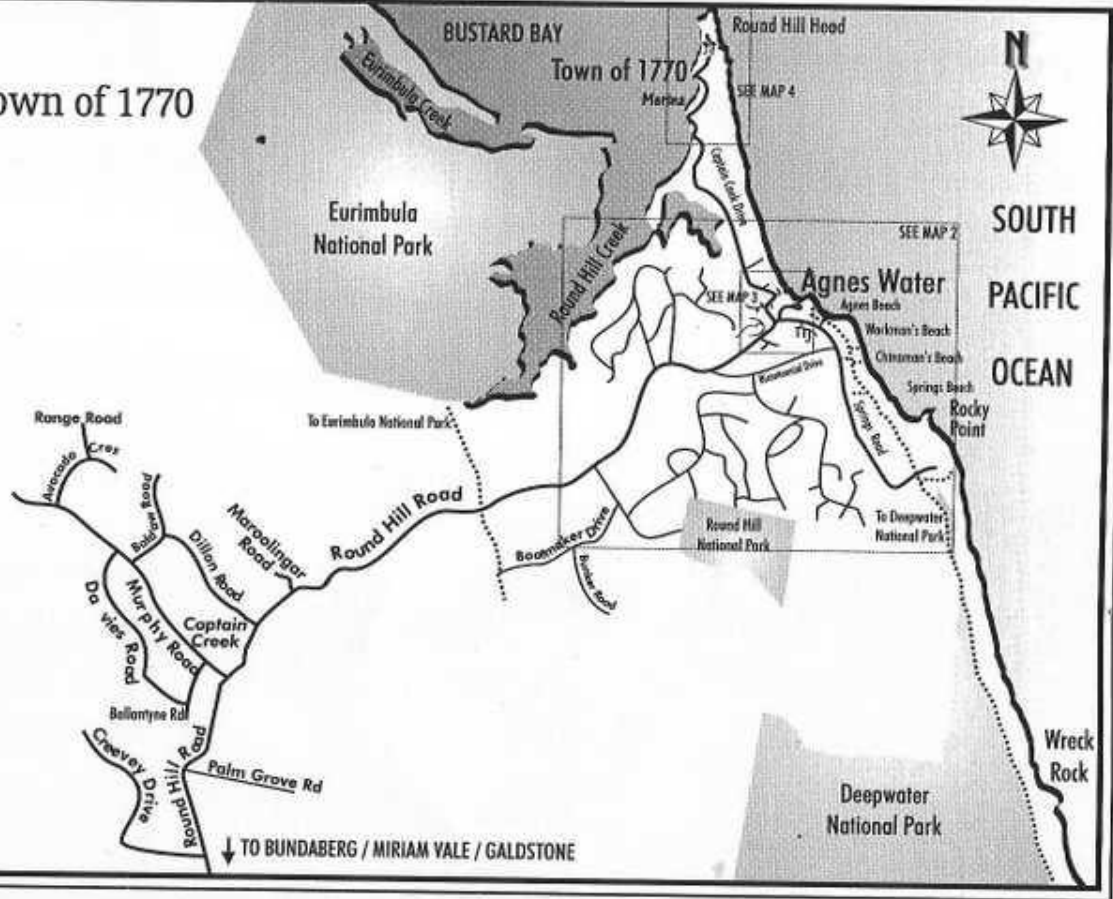 own of 1770
BUSTARD BAY
Round Hill Head
N
Eurimbula Creek
Town of 1770
Marina
SEE MAP 4
Captain Cook Drive
Eurimbula
National Park
SOUTH
PACIFIC
OCEAN
SEE MAP 2
Round Hill Creek
SEE MAP 3
Agnes Water
Agnes Beach
Workman's Beach
Chinaman's Beach
Springs Beach
Rocky
Point
Springs Road
To Eurimbula National Park
Range Road
Avocado Cres
Road
Dillon Road
Maroolingar
Road
Round Hill Road
Bootmaker Drive
Bunker Road
Round Hill
National Park
To Deepwater
National Park
Davies Road
Murphy Road
Captain
Creek
Ballantyne Rd
Creevey Drive
Round Hill Road
Palm Grove Rd
Wreck
Rock
Deepwater
National Park
TO BUNDABERG / MIRIAM VALE / GALDSTONE